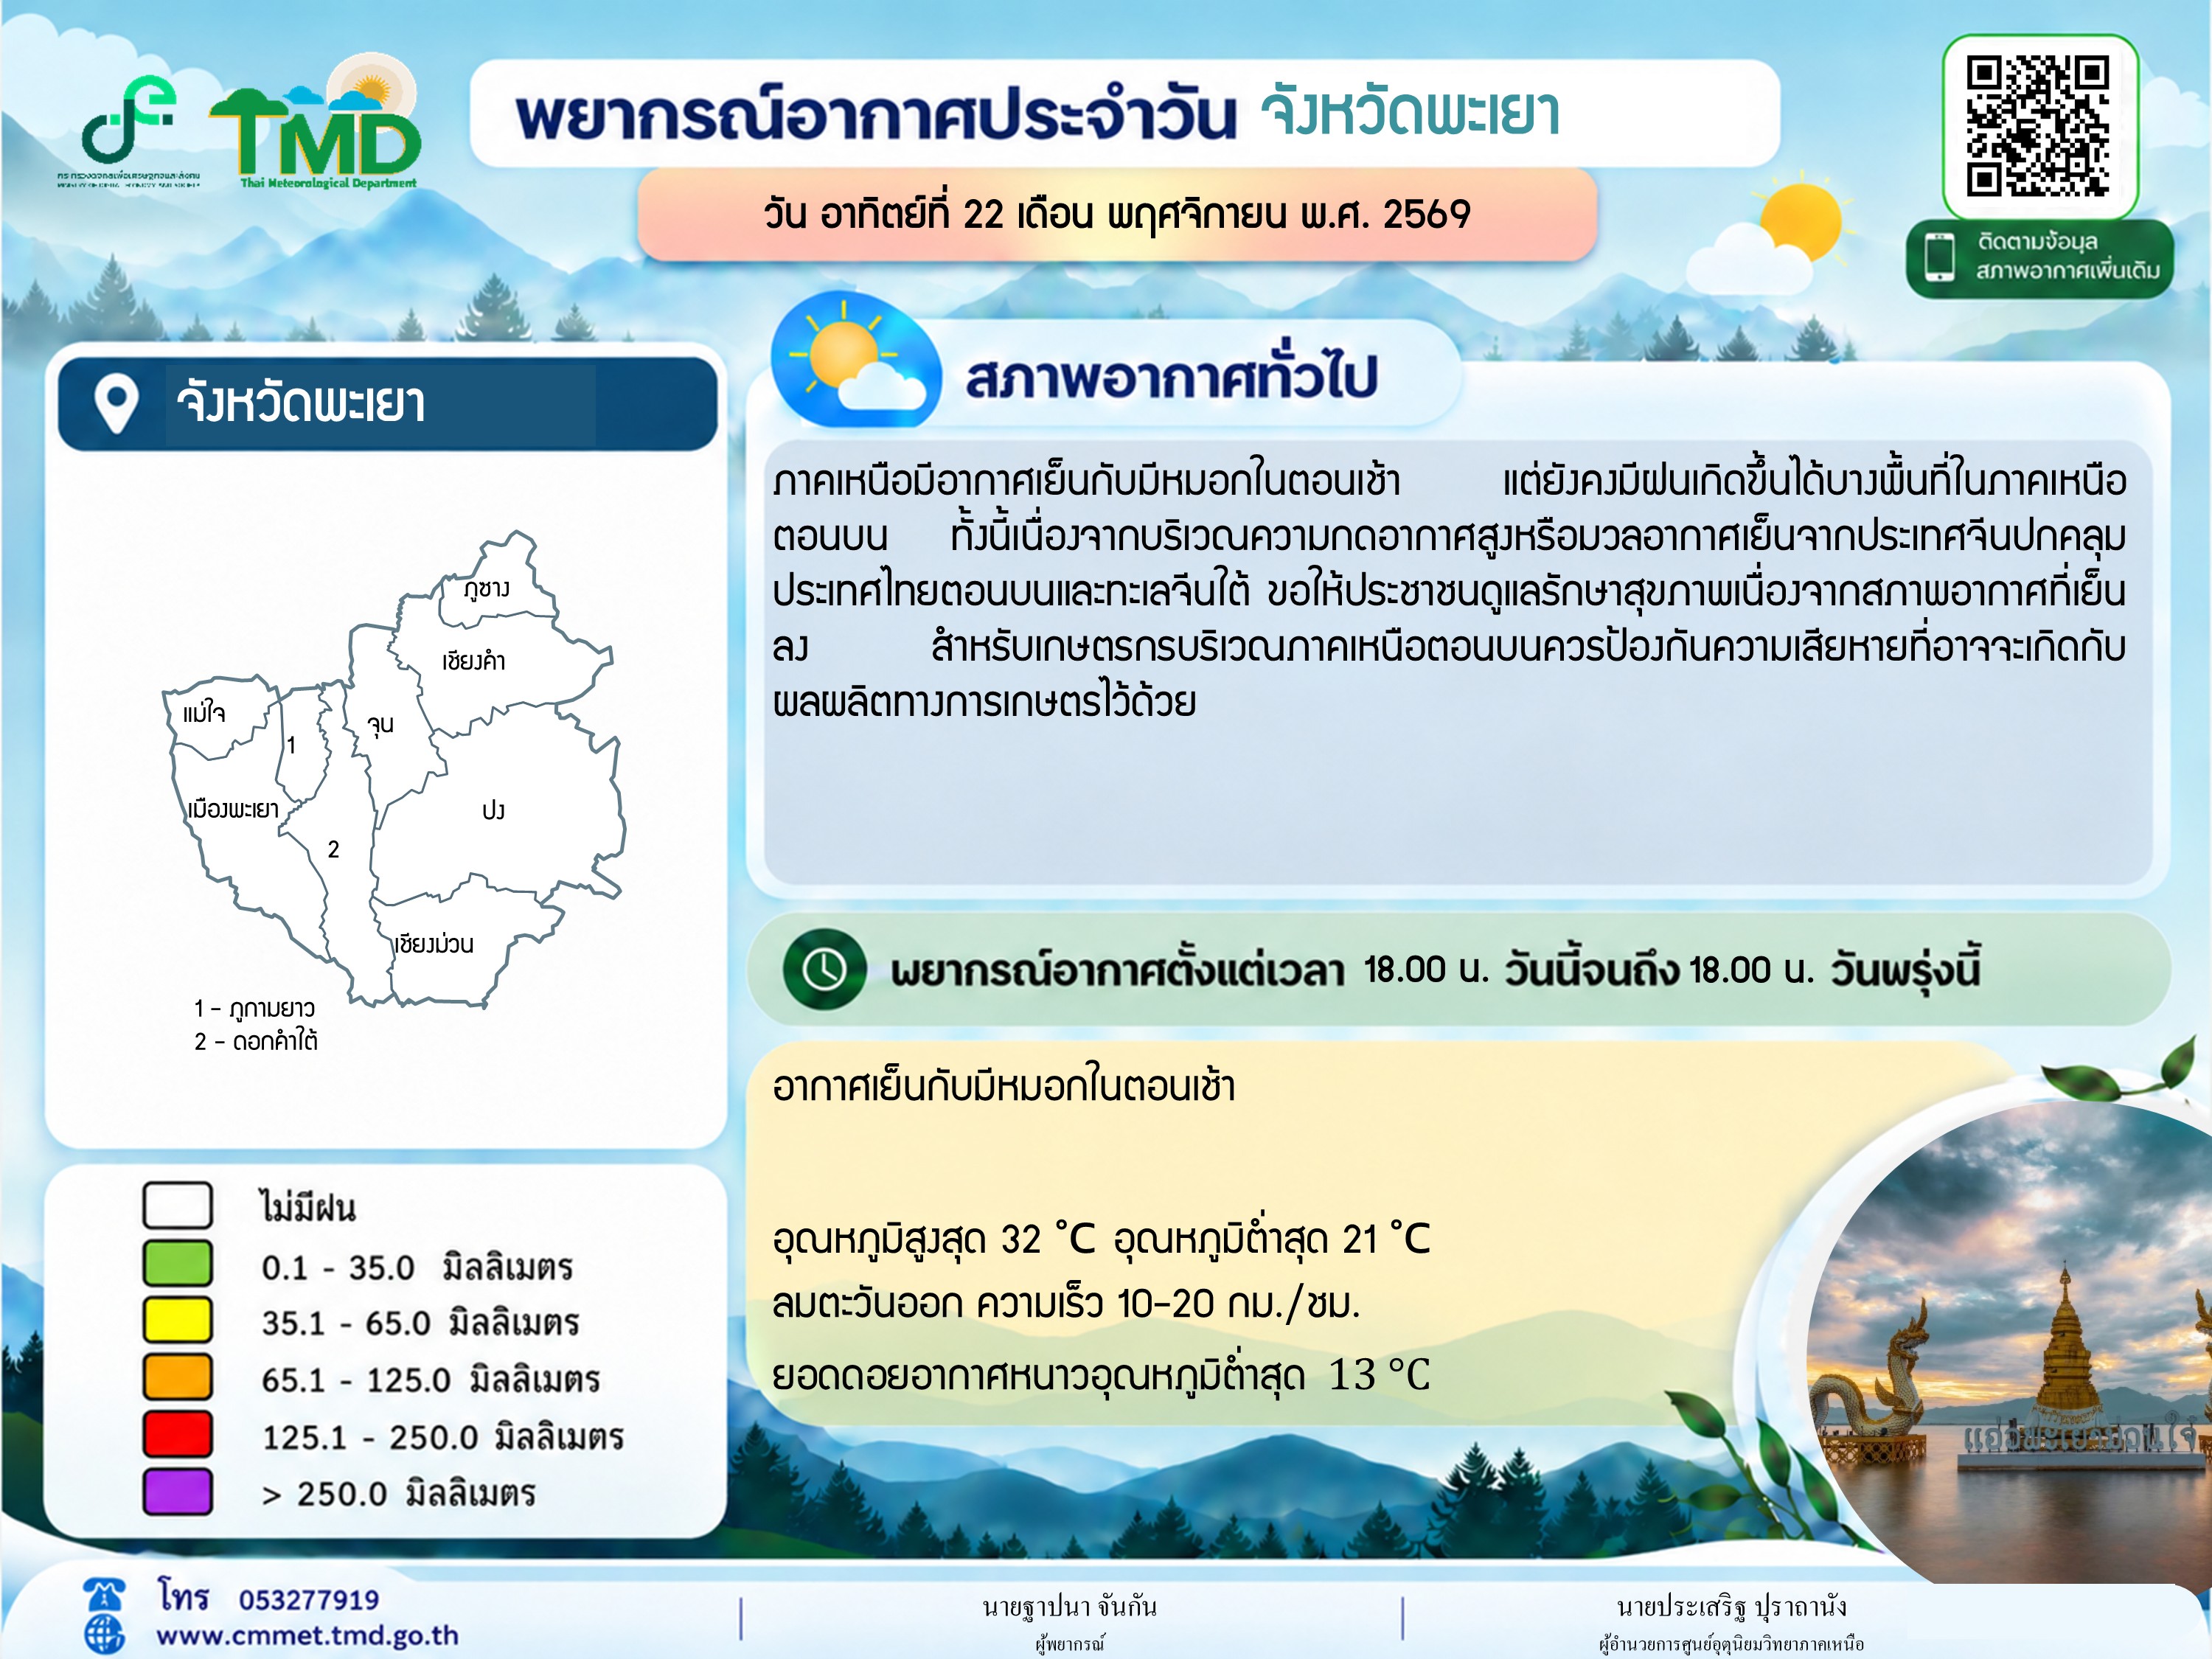 TMD
Thai Meteorological Department
พยากรณ์อากาศประจำวัน จังหวัดพะเยา
วัน อาทิตย์ที่ 22 เดือน พฤศจิกายน พ.ศ. 2569
ติดตามข้อมูล
สภาพอากาศเพิ่มเติม
จังหวัดพะเยา
ภูซาง
เชียงคำ
แม่ใจ
จุน
1
เมืองพะเยา
ปง
2
เชียงม่วน
1 - ภูกามยาว
2 - ดอกคำใต้
ไม่มีฝน
0.1 - 35.0 มิลลิเมตร
35.1 - 65.0 มิลลิเมตร
65.1 - 125.0 มิลลิเมตร
125.1 - 250.0 มิลลิเมตร
> 250.0 มิลลิเมตร
สภาพอากาศทั่วไป
ภาคเหนือมีอากาศเย็นกับมีหมอกในตอนเช้า แต่ยังคงมีฝนเกิดขึ้นได้บางพื้นที่ในภาคเหนือ
ตอนบน ทั้งนี้เนื่องจากบริเวณความกดอากาศสูงหรือมวลอากาศเย็นจากประเทศจีนปกคลุม
ประเทศไทยตอนบนและทะเลจีนใต้ ขอให้ประชาชนดูแลรักษาสุขภาพเนื่องจากสภาพอากาศที่เย็น
ลง สำหรับเกษตรกรบริเวณภาคเหนือตอนบนควรป้องกันความเสียหายที่อาจจะเกิดกับ
ผลผลิตทางการเกษตรไว้ด้วย
พยากรณ์อากาศตั้งแต่เวลา 18.00 น. วันนี้จนถึง 18.00 น. วันพรุ่งนี้
อากาศเย็นกับมีหมอกในตอนเช้า
อุณหภูมิสูงสุด 32 °C อุณหภูมิต่ำสุด 21 °C
ลมตะวันออก ความเร็ว 10-20 กม./ชม.
ยอดดอยอากาศหนาวอุณหภูมิต่ำสุด 13 °C
โทร 053277919
www.cmmet.tmd.go.th
นายฐาปนา จันกัน
ผู้พยากรณ์
นายประเสริฐ ปุราถานัง
ผู้อำนวยการศูนย์อุตุนิยมวิทยาภาคเหนือ